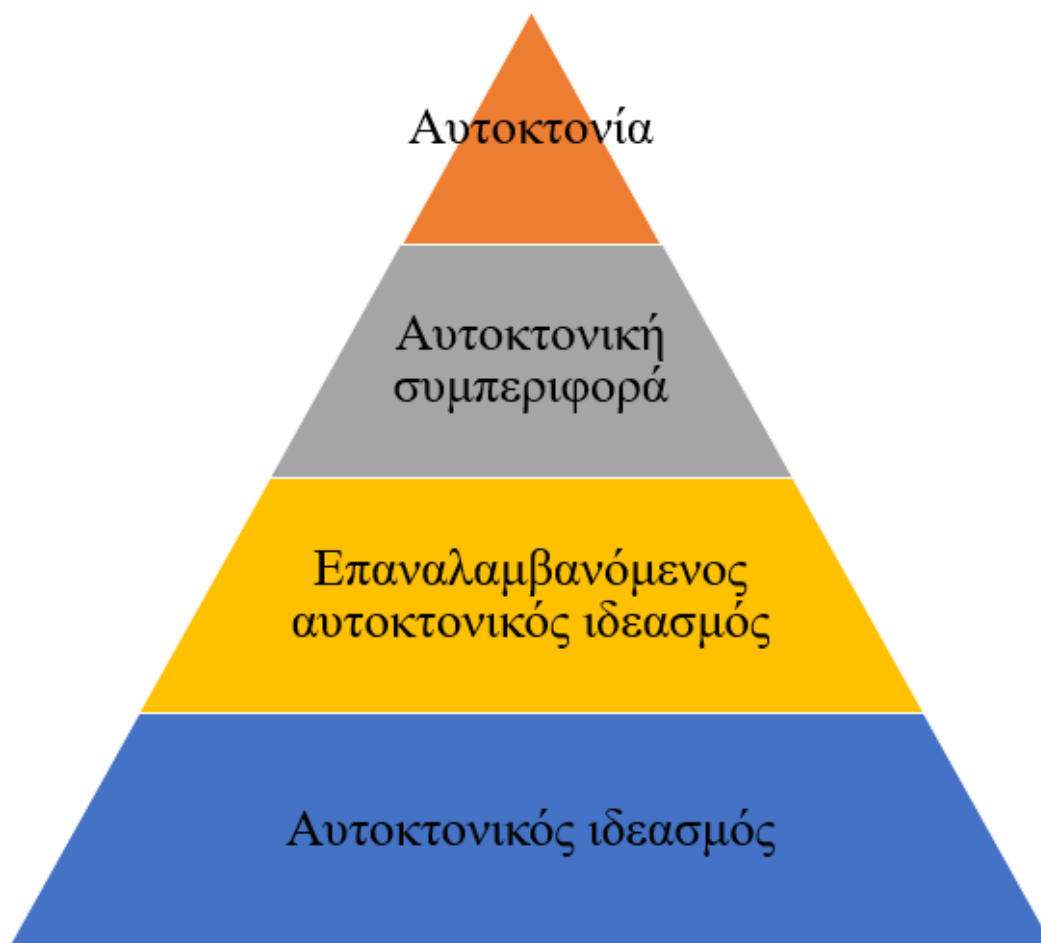 Αυτοκτονία
Αυτοκτονική
συμπεριφορά
Επαναλαμβανόμενος
αυτοκτονικός ιδεασμός
Αυτοκτονικός ιδεασμός